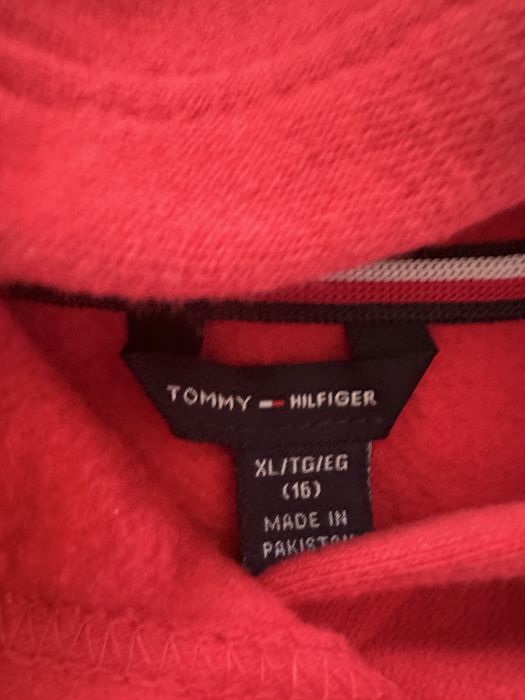 TOMMY HILFIGER
XL/TG/EG
(16)
MADE IN
PAKISTAN